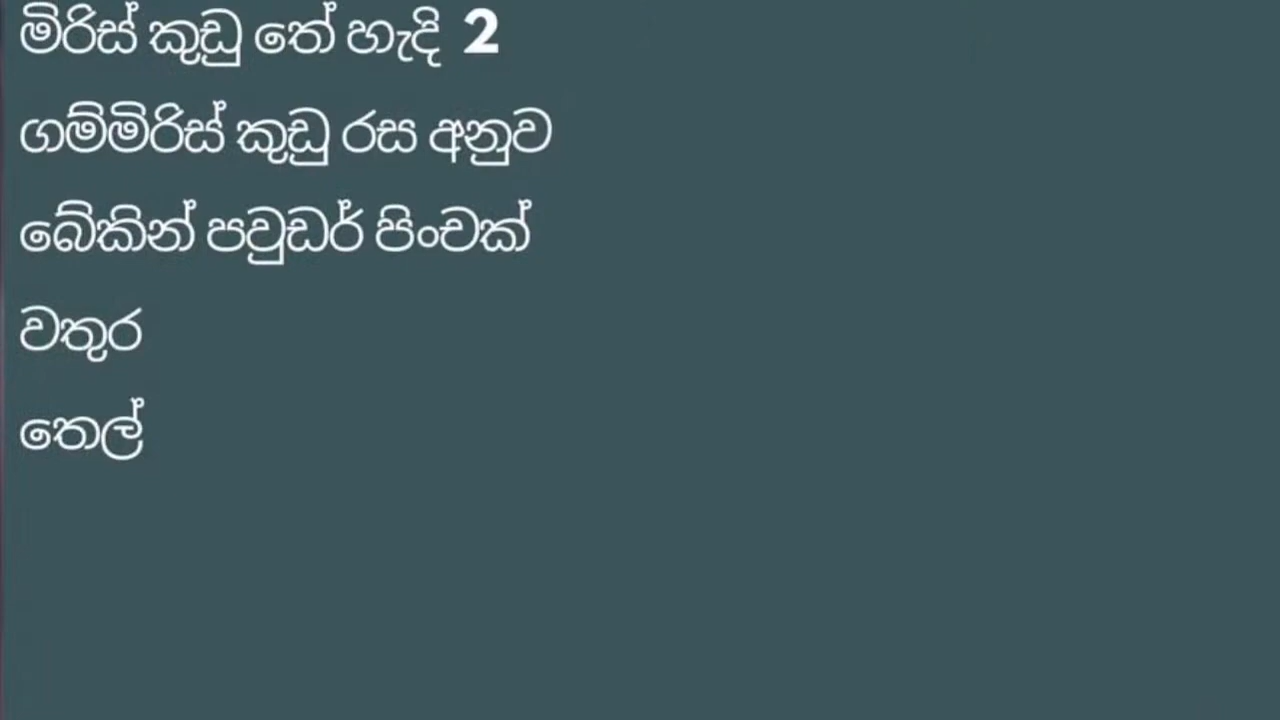 මිරිස් කුඩු තේ හැදි 2
ගම්මිරිස් කුඩු රස අනුව
බේකින් පවුඩර් පිංචක්
වතුර
තෙල්